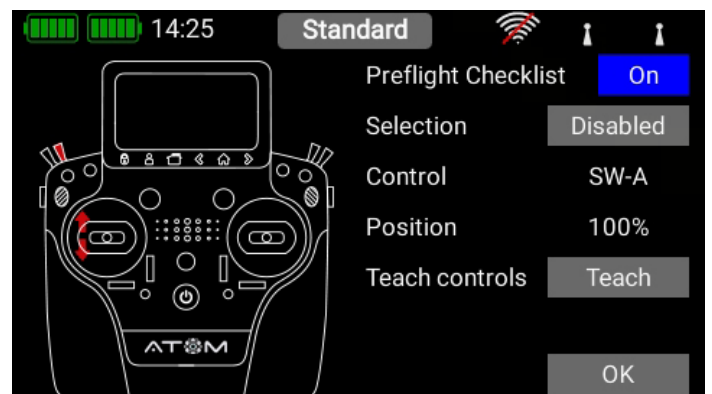 14:25 Standard
Preflight Checklist On
Selection Disabled
Control SW-A
Position 100%
Teach controls Teach
ATOM
OK